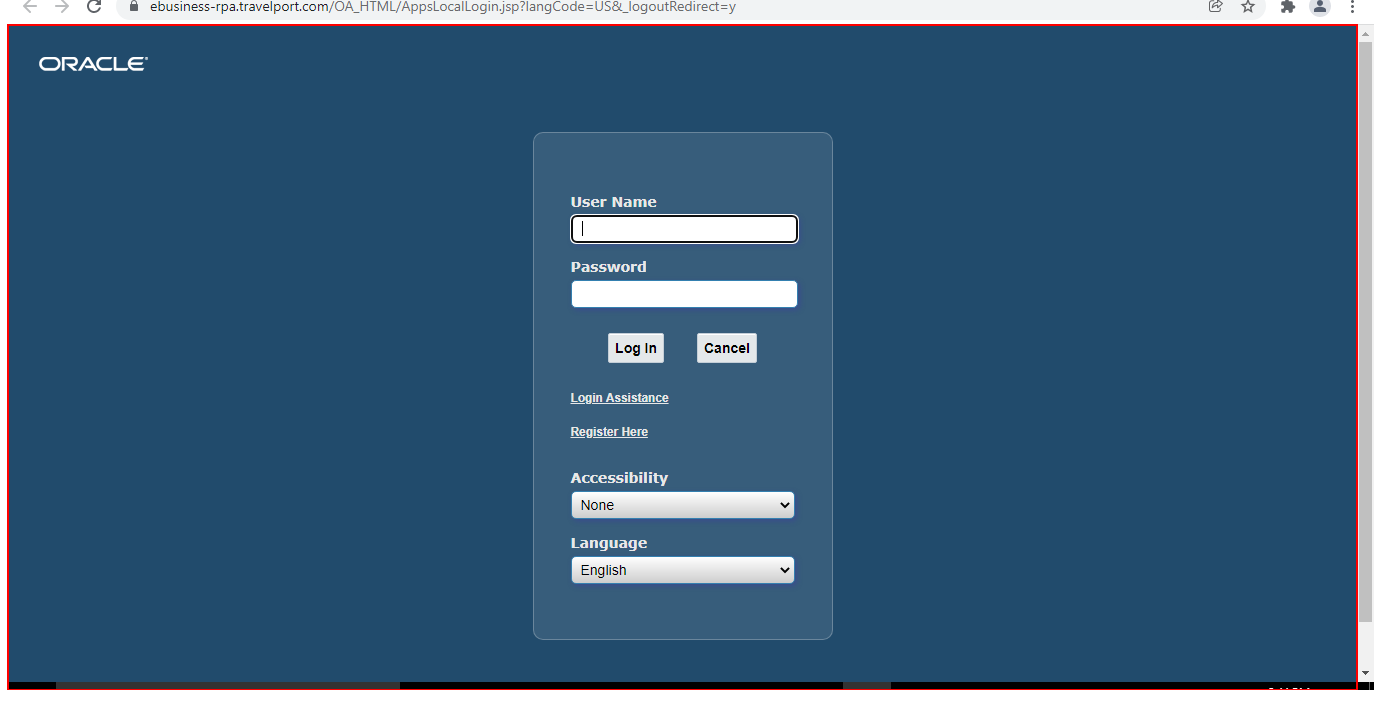 ebusiness-rpa.travelport.com/OA_HTML/AppsLocalLogin.jsp?langCode=US&_logoutRedirect=y
ORACLE
User Name
Password
Log In Cancel
Login Assistance
Register Here
Accessibility
None
Language
English